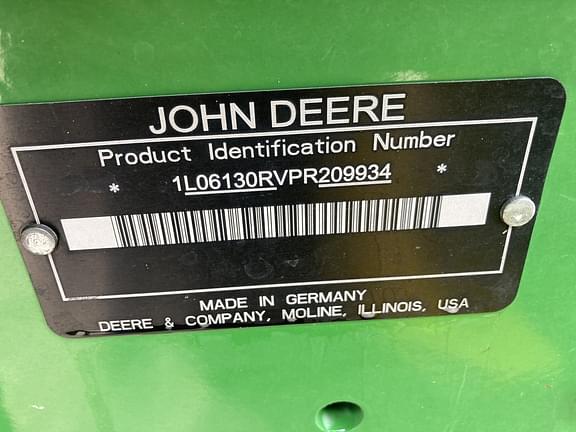 JOHN DEERE
Product Identification Number
* 1L06130RVPR209934 *
MADE IN GERMANY
DEERE & COMPANY, MOLINE, ILLINOIS, USA